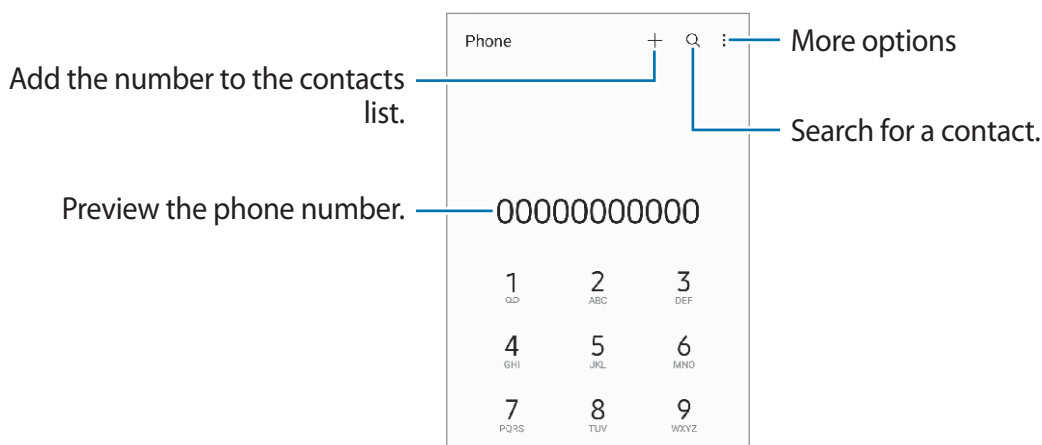 Phone
More options
Add the number to the contacts
list.
Search for a contact.
Preview the phone number.
00000000000
1 2 3
ABC DEF
4 5 6
GHI JKL MNO
7 8 9
PQRS TUV WXYZ